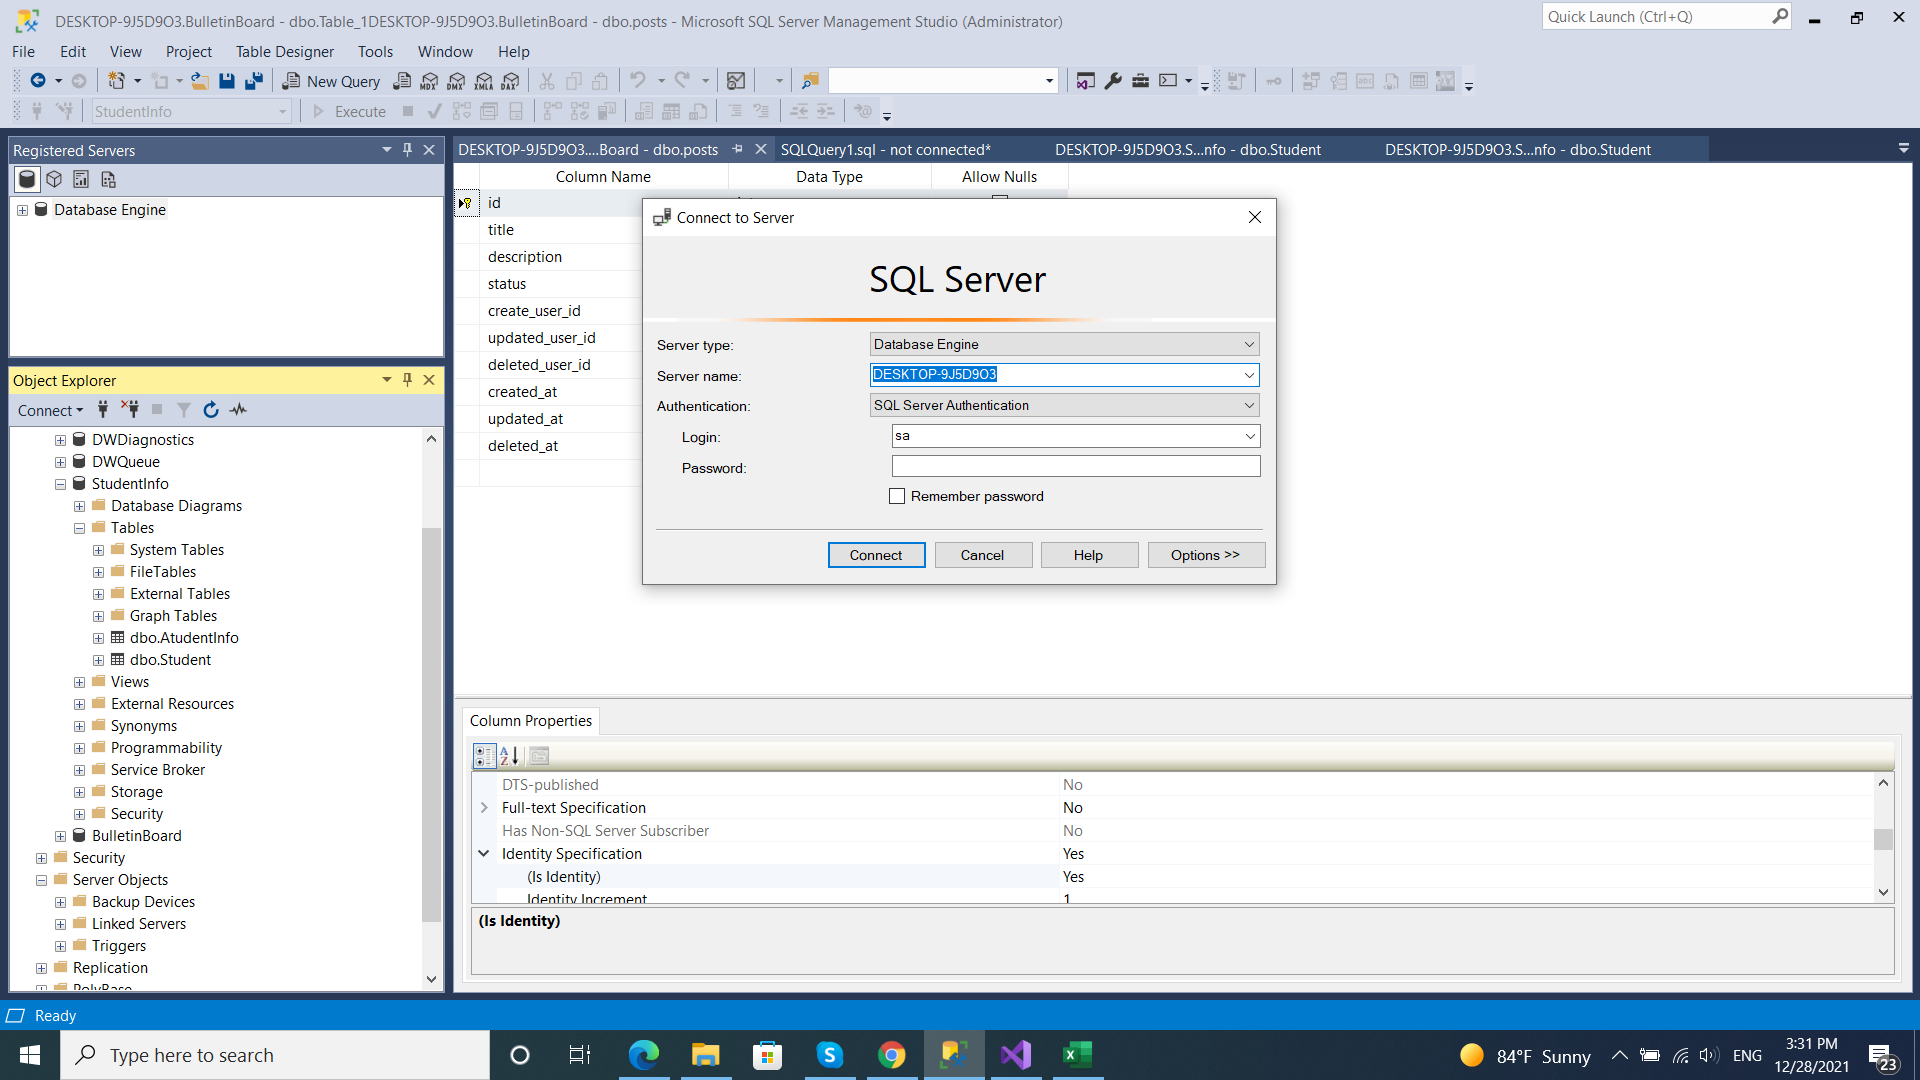 DESKTOP-9J5D9O3.BulletinBoard - dbo.Table_1DESKTOP-9J5D9O3.BulletinBoard - dbo.posts - Microsoft SQL Server Management Studio (Administrator)
Quick Launch (Ctrl+Q)
File Edit View Project Table Designer Tools Window Help
New Query MDX DMX XMLA DAX
StudentInfo Execute
Registered Servers
Database Engine
Object Explorer
Connect
DWDiagnostics
DWQueue
StudentInfo
Database Diagrams
Tables
System Tables
FileTables
External Tables
Graph Tables
dbo.AtudentInfo
dbo.Student
Views
External Resources
Synonyms
Programmability
Service Broker
Storage
Security
BulletinBoard
Security
Server Objects
Backup Devices
Linked Servers
Triggers
Replication
PolyBase
DESKTOP-9J5D9O3....Board - dbo.posts SQLQuery1.sql - not connected* DESKTOP-9J5D9O3.S...nfo - dbo.Student DESKTOP-9J5D9O3.S...nfo - dbo.Student
Column Name Data Type Allow Nulls
id
title
description
status
create_user_id
updated_user_id
deleted_user_id
created_at
updated_at
deleted_at
Connect to Server
SQL Server
Server type: Database Engine
Server name: DESKTOP-9J5D9O3
Authentication: SQL Server Authentication
Login: sa
Password:
Remember password
Connect Cancel Help Options >>
Column Properties
DTS-published No
Full-text Specification No
Has Non-SQL Server Subscriber No
Identity Specification Yes
(Is Identity) Yes
Identity Increment 1
(Is Identity)
Ready
Type here to search
84°F Sunny
ENG
3:31 PM
12/28/2021
23